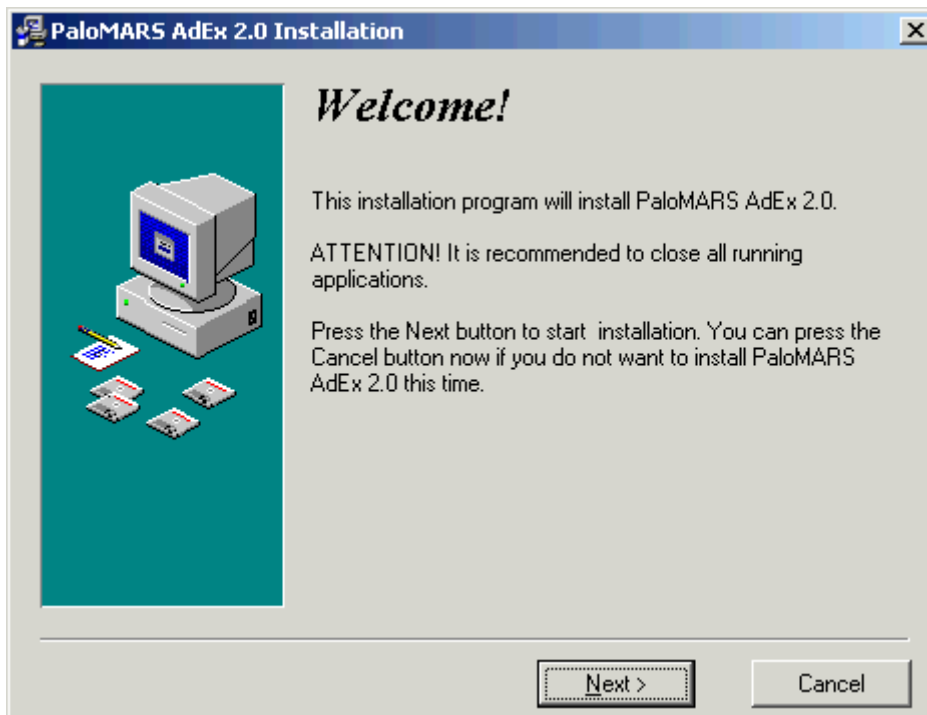 PaloMARS AdEx 2.0 Installation
Welcome!
This installation program will install PaloMARS AdEx 2.0.
ATTENTION! It is recommended to close all running
applications.
Press the Next button to start  installation. You can press the
Cancel button now if you do not want to install PaloMARS
AdEx 2.0 this time.
Next >
Cancel